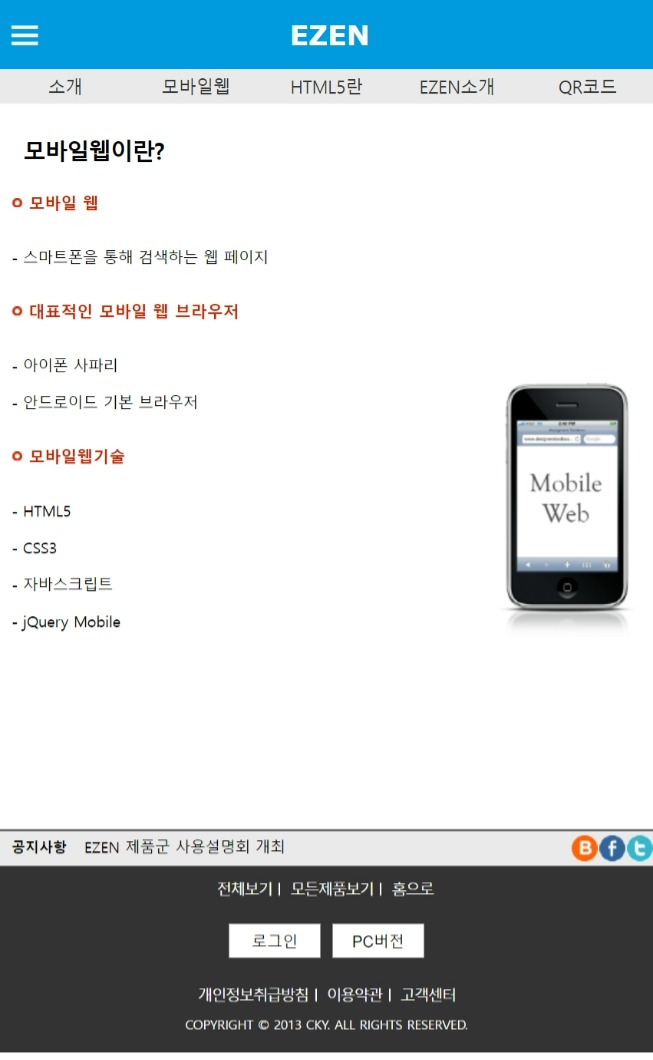 EZEN
소개 모바일웹 HTML5란 EZEN소개 QR코드
모바일웹이란?
모바일 웹
- 스마트폰을 통해 검색하는 웹 페이지
대표적인 모바일 웹 브라우저
- 아이폰 사파리
- 안드로이드 기본 브라우저
모바일웹기술
- HTML5
- CSS3
- 자바스크립트
- jQuery Mobile
Mobile
Web
공지사항 EZEN 제품군 사용설명회 개최
전체보기 | 모든제품보기 | 홈으로
로그인 PC버전
개인정보취급방침 | 이용약관 | 고객센터
COPYRIGHT © 2013 CKY. ALL RIGHTS RESERVED.